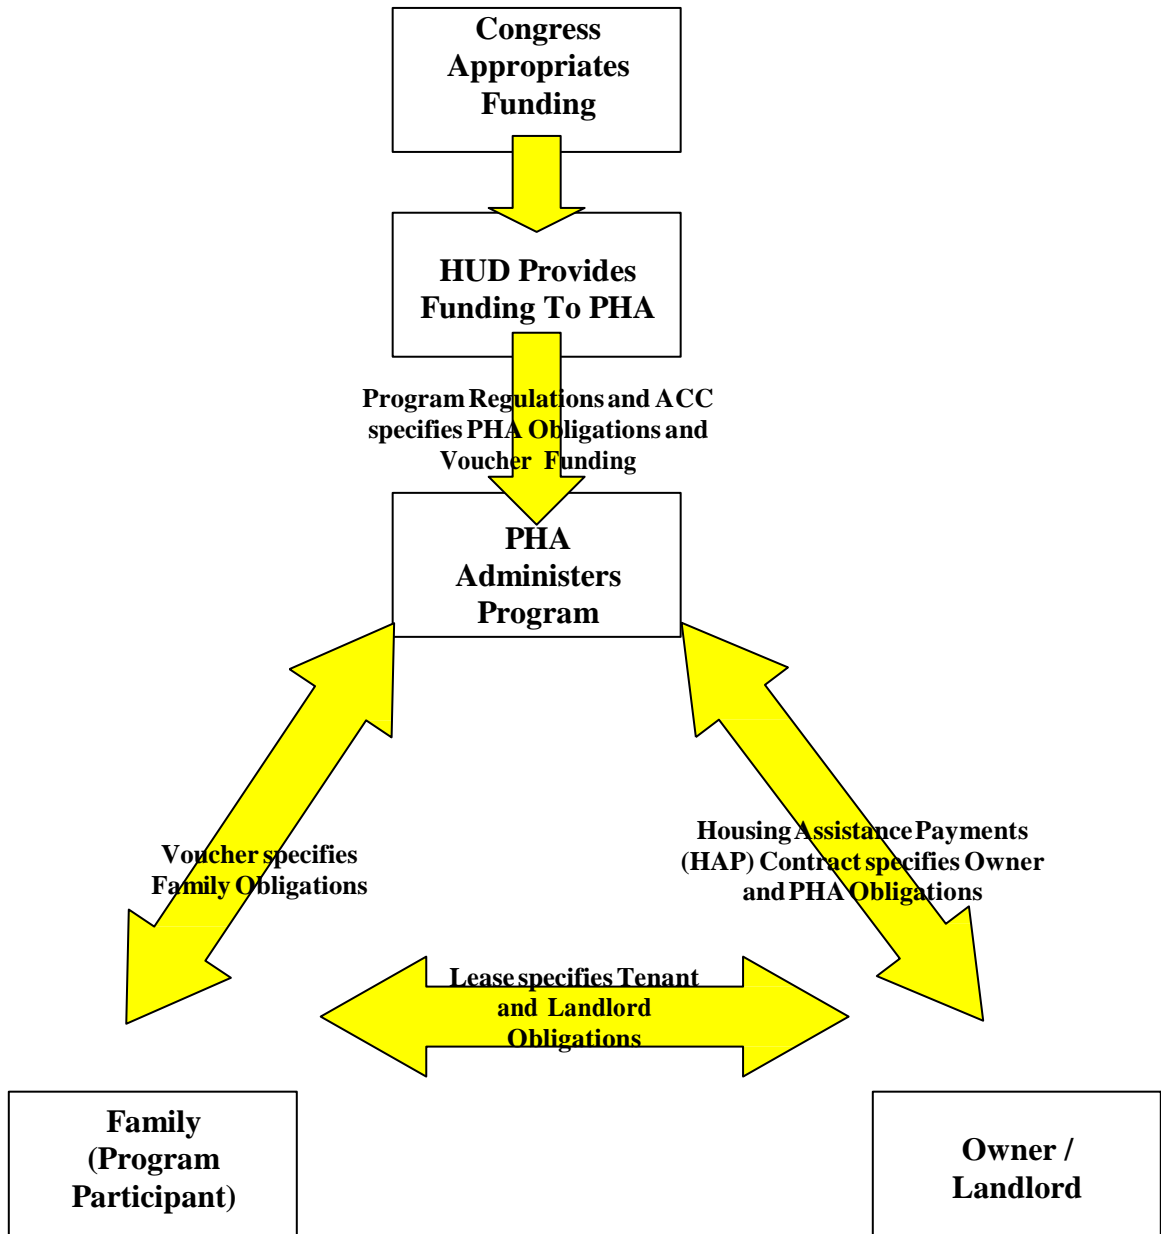 Congress
Appropriates
Funding
HUD Provides
Funding To PHA
Program Regulations and ACC
specifies PHA Obligations and
Voucher Funding
PHA
Administers
Program
Voucher specifies
Family Obligations
Housing Assistance Payments
(HAP) Contract specifies Owner
and PHA Obligations
Lease specifies Tenant
and Landlord
Obligations
Family
(Program
Participant)
Owner /
Landlord